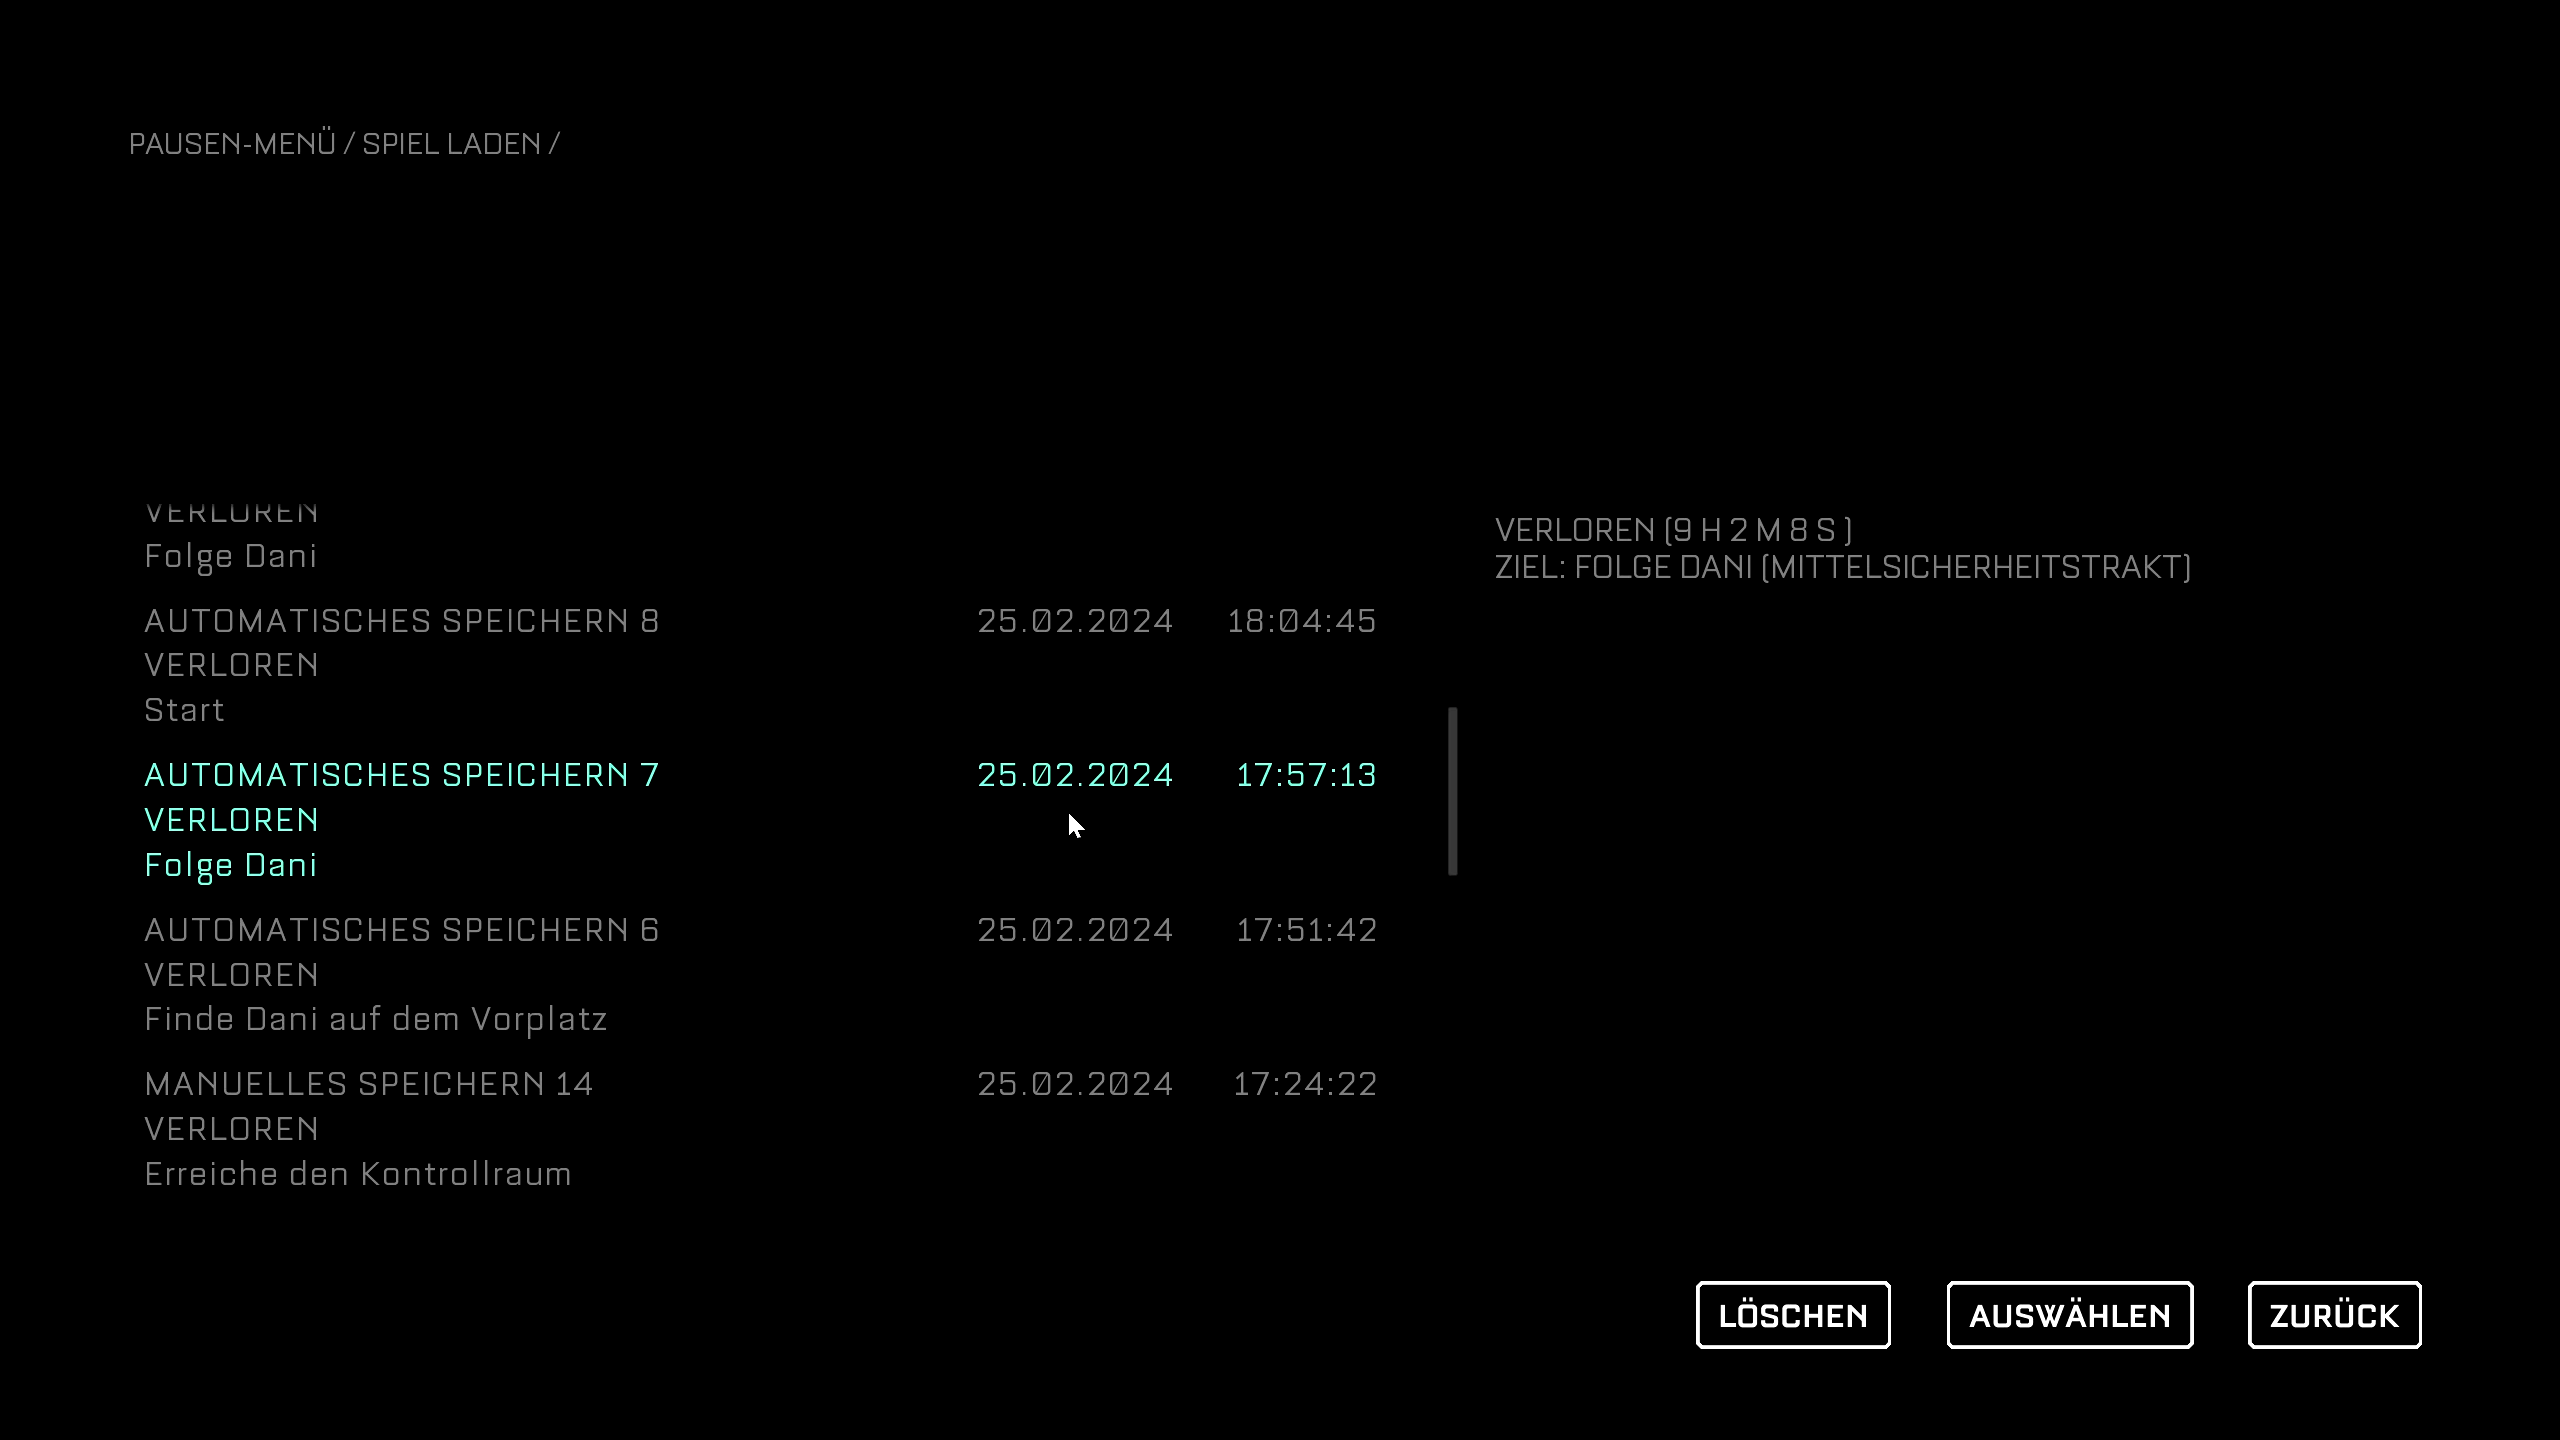 PAUSEN-MENÜ / SPIEL LADEN /
VERLOREN
Folge Dani
AUTOMATISCHES SPEICHERN 8 25.02.2024 18:04:45
VERLOREN
Start
AUTOMATISCHES SPEICHERN 7 25.02.2024 17:57:13
VERLOREN
Folge Dani
AUTOMATISCHES SPEICHERN 6 25.02.2024 17:51:42
VERLOREN
Finde Dani auf dem Vorplatz
MANUELLES SPEICHERN 14 25.02.2024 17:24:22
VERLOREN
Erreiche den Kontrollraum
VERLOREN (9 H 2 M 8 S )
ZIEL: FOLGE DANI (MITTELSICHERHEITSTRAKT)
LÖSCHEN AUSWÄHLEN ZURÜCK